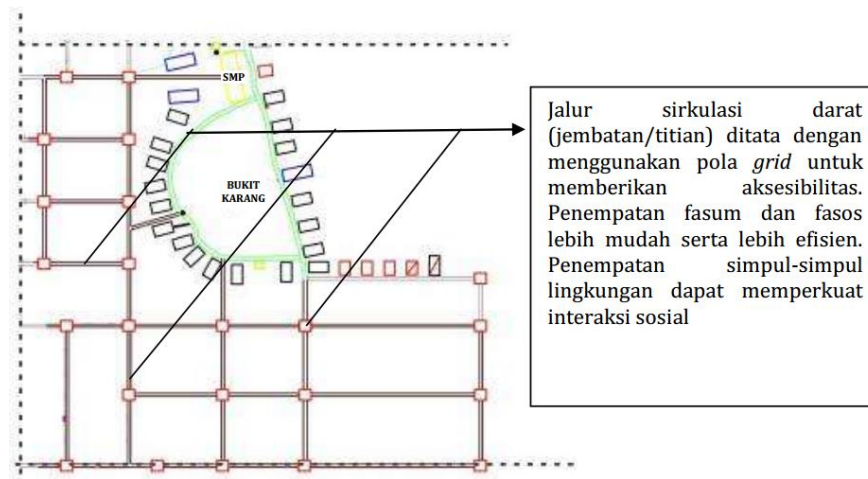 SMP
BUKIT
KARANG
Jalur sirkulasi darat
(jembatan/titian) ditata dengan
menggunakan pola grid untuk
memberikan aksesibilitas.
Penempatan fasum dan fasos
lebih mudah serta lebih efisien.
Penempatan simpul-simpul
lingkungan dapat memperkuat
interaksi sosial